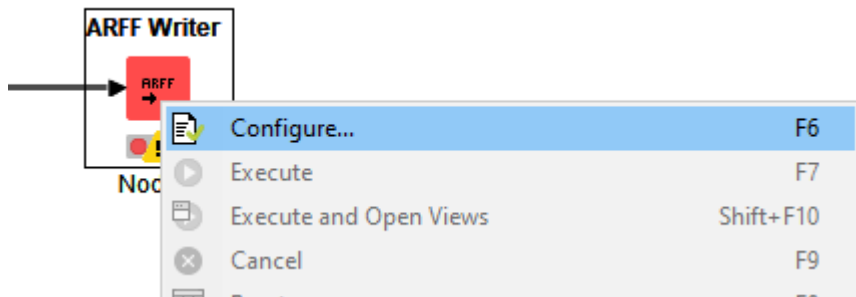 ARFF Writer
ARFF
Configure... F6
Execute F7
Execute and Open Views Shift+F10
Cancel F9